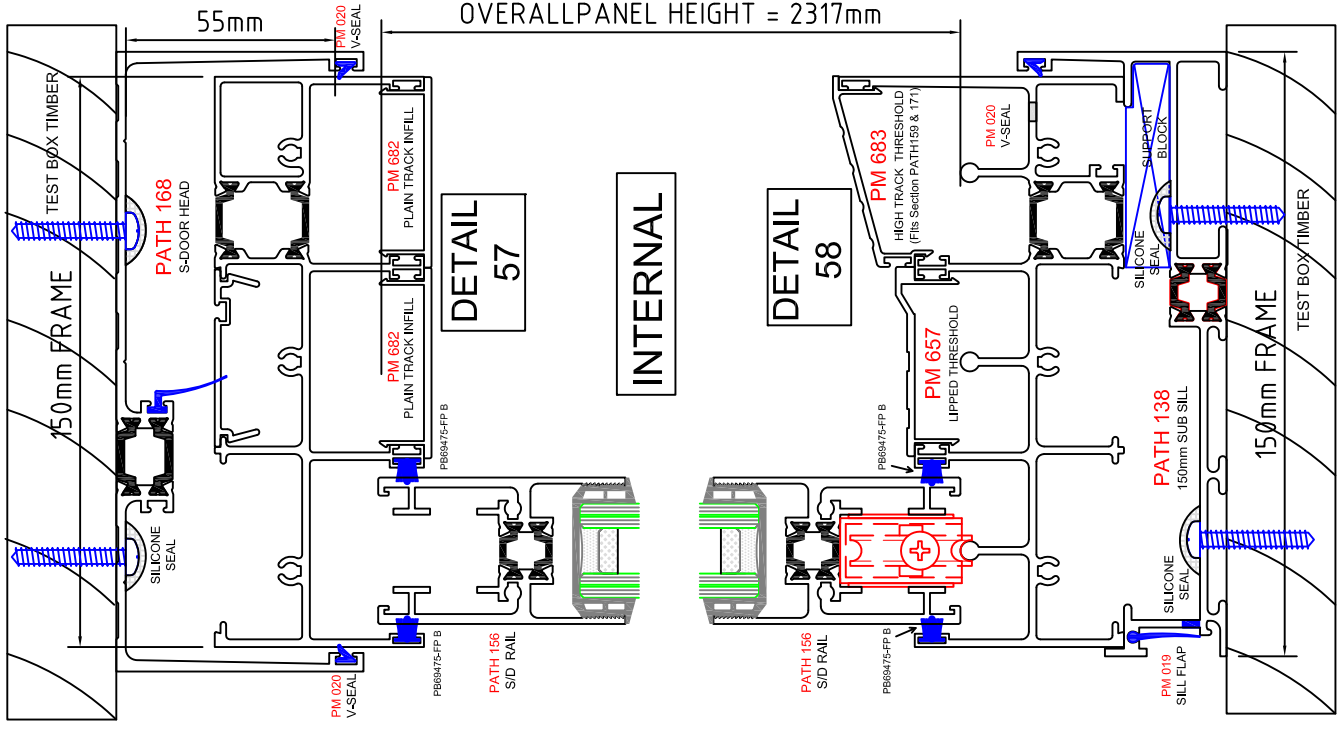 OVERALLPANEL HEIGHT = 2317mm
55mm
PM 020
V-SEAL
TEST BOX TIMBER
150mm FRAME
PATH 168
S-DOOR HEAD
PM 682
PLAIN TRACK INFILL
PM 682
PLAIN TRACK INFILL
DETAIL
57
INTERNAL
DETAIL
58
PM 683
HIGH TRACK THRESHOLD
(Fits Section PATH159 & 171)
PM 020
V-SEAL
SUPPORT
BLOCK
SILICONE
SEAL
TEST BOX TIMBER
150mm FRAME
PM 657
LIPPED THRESHOLD
PATH 138
150mm SUB SILL
PB69475-FP B
PB69475-FP B
SILICONE
SEAL
SILICONE
SEAL
PM 020
V-SEAL
PB69475-FP B
PATH 156
S/D RAIL
PATH 156
S/D RAIL
PB69475-FP B
PM 019
SILL FLAP